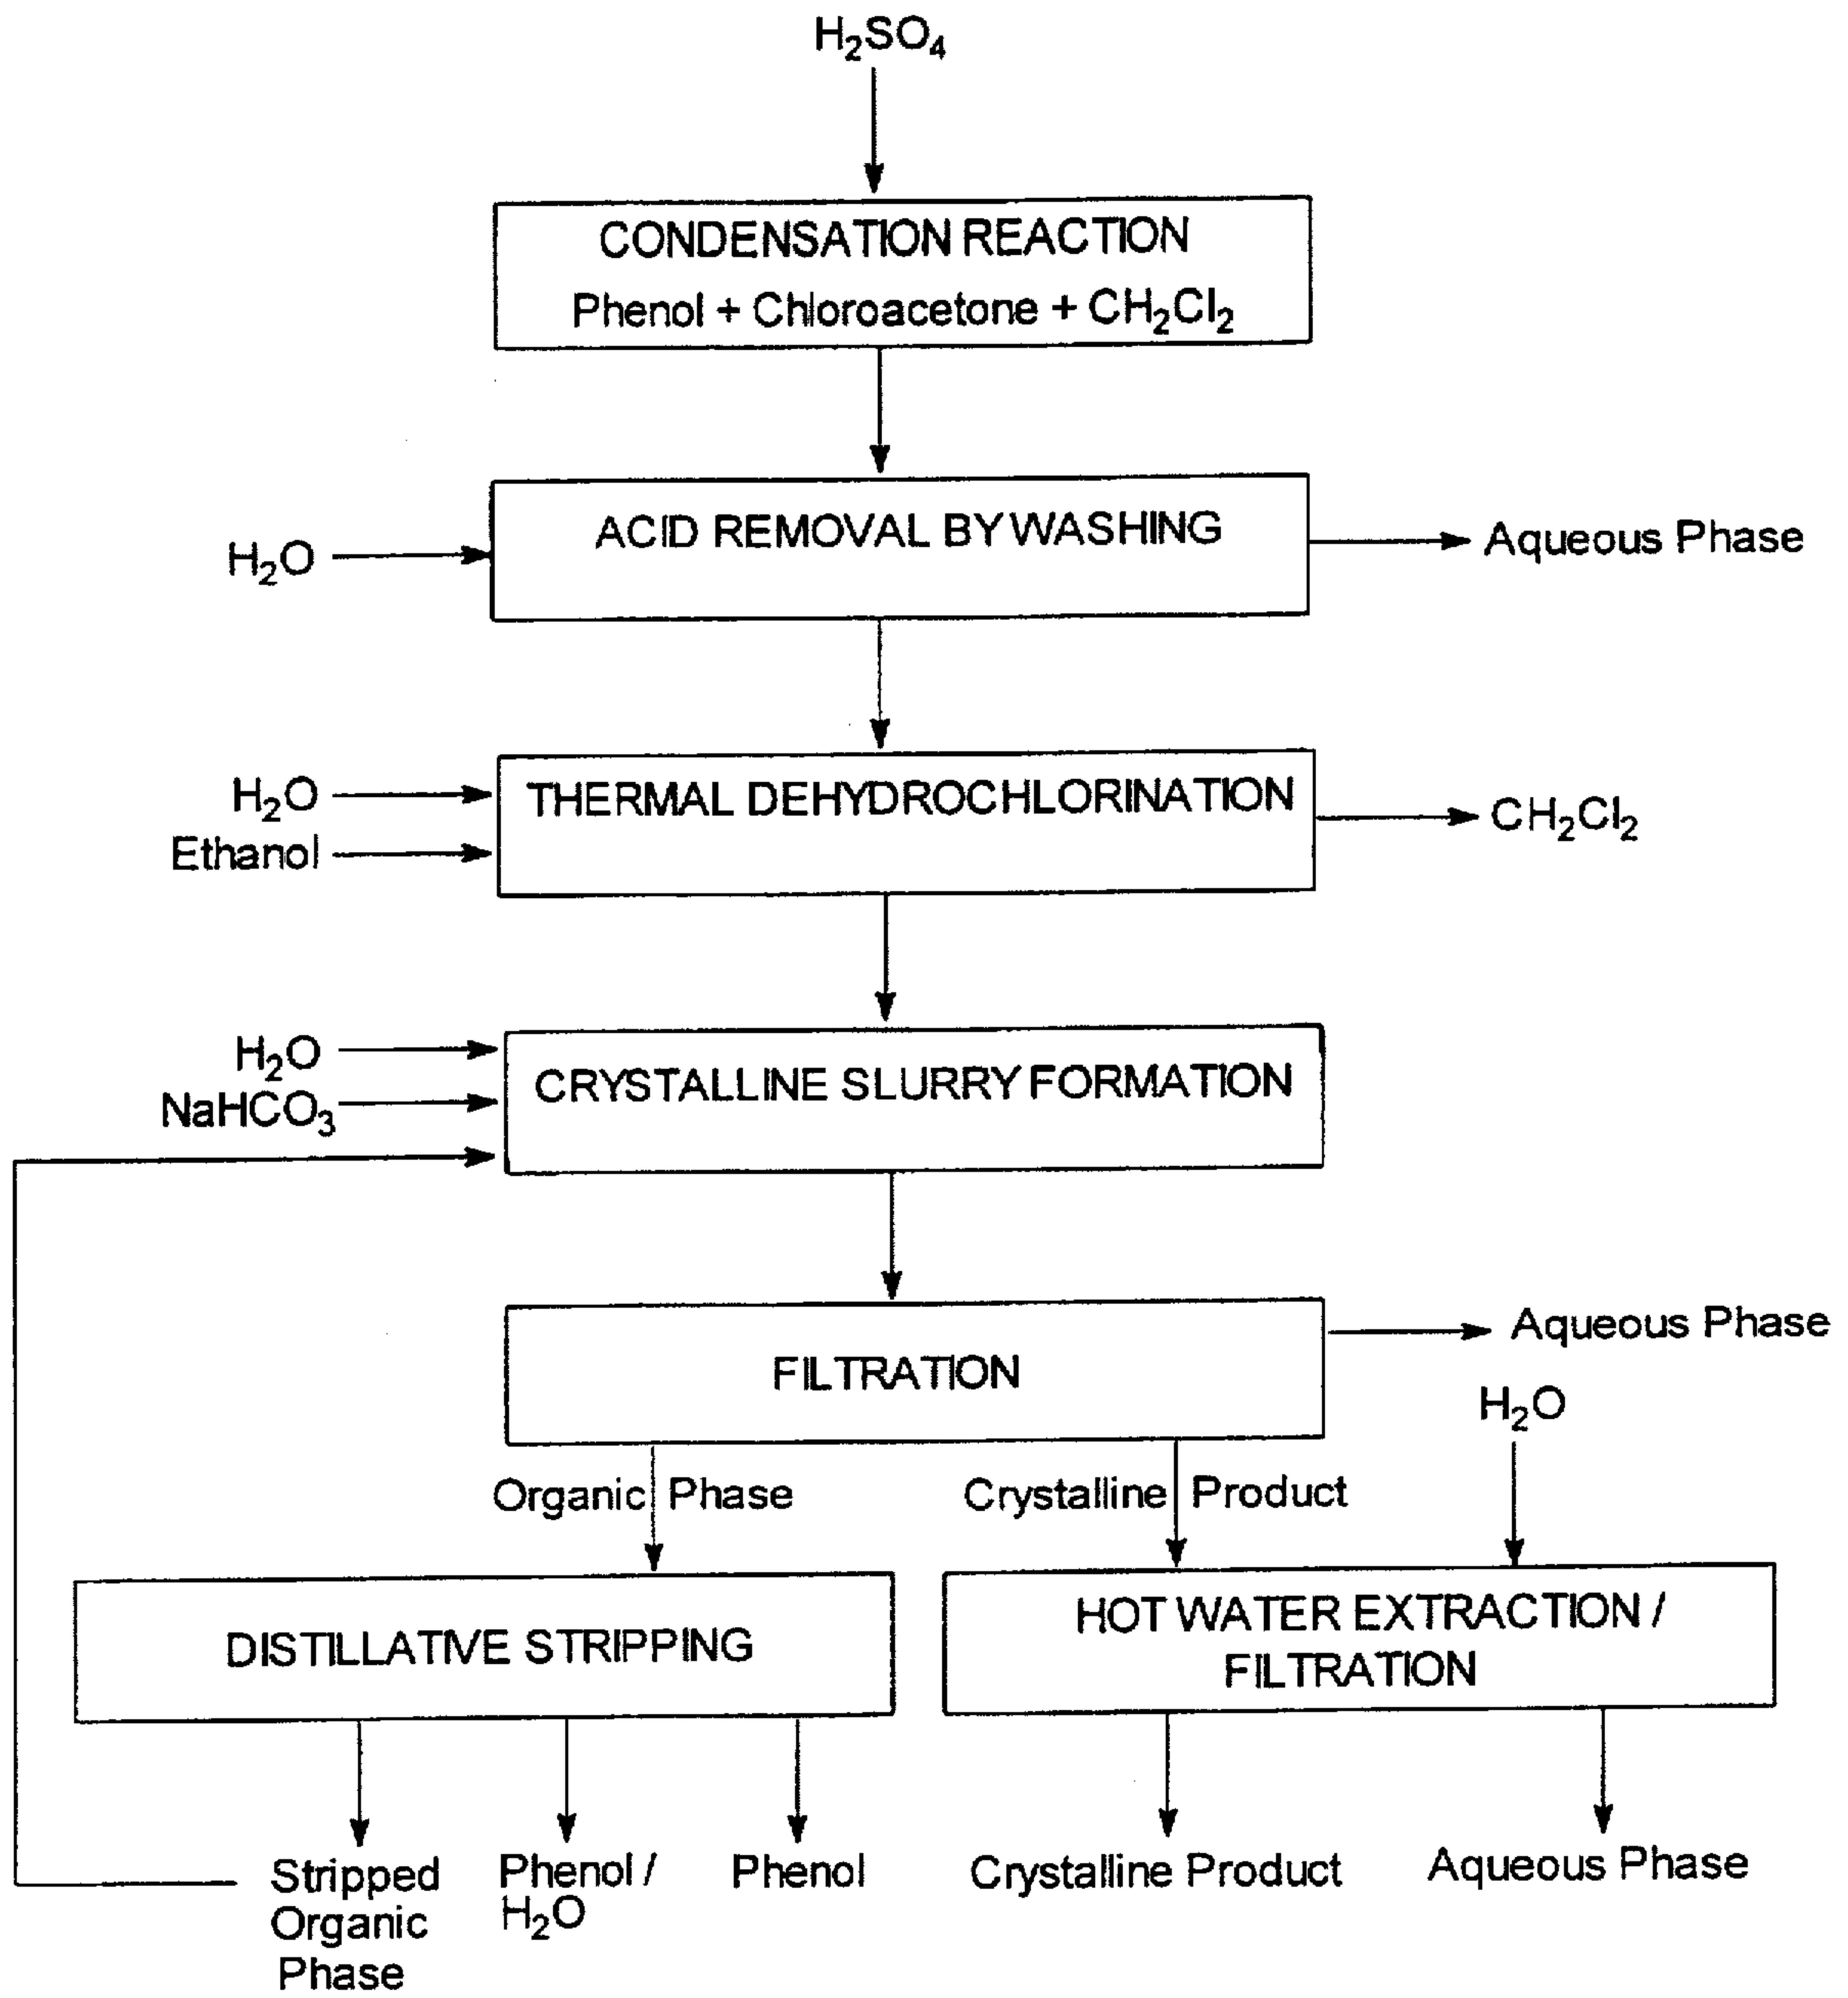 H₂SO₄
CONDENSATION REACTION
Phenol + Chloroacetone + CH₂Cl₂
ACID REMOVAL BY WASHING
H₂O
Aqueous Phase
H₂O
Ethanol
THERMAL DEHYDROCHLORINATION
CH₂Cl₂
H₂O
NaHCO₃
CRYSTALLINE SLURRY FORMATION
FILTRATION
Aqueous Phase
H₂O
Organic Phase
Crystalline Product
DISTILLATIVE STRIPPING
HOT WATER EXTRACTION /
FILTRATION
Stripped
Organic
Phase
Phenol /
H₂O
Phenol
Crystalline Product
Aqueous Phase